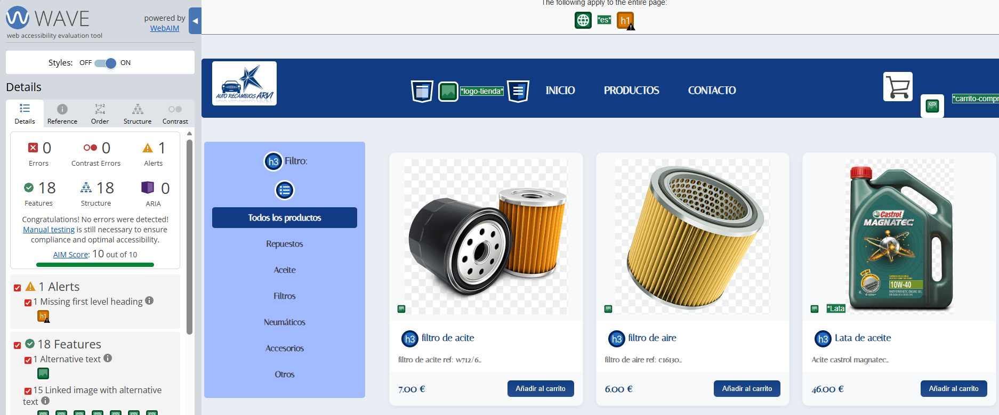 WAVE
web accessibility evaluation tool
powered by
WebAIM
Styles: OFF ON
Details
Details Reference Order Structure Contrast
0 0 1
Errors Contrast Errors Alerts
18 18 0
Features Structure ARIA
Congratulations! No errors were detected!
Manual testing is still necessary to ensure
compliance and optimal accessibility.
AIM Score: 10 out of 10
1 Alerts
1 Missing first level heading
h1
18 Features
1 Alternative text
15 Linked image with alternative
text
The following apply to the entire page:
*es* h1
AUTO RECAMBIOS ARVI
*logo-tienda* INICIO PRODUCTOS CONTACTO
*carrito-compr
h3 Filtro:
Todos los productos
Repuestos
Aceite
Filtros
Neumáticos
Accesorios
Otros
h3 filtro de acite
filtro de acite ref: W712/6...
7.00 € Añadir al carrito
h3 filtro de aire
filtro de aire ref: c16130...
6.00 € Añadir al carrito
Castrol
MAGNATEC
10W-40
PART-SYNTHETIC ENGINE OIL
4L
*Lata
h3 Lata de aceite
Acite castrol magnatec...
46.00 € Añadir al carrito